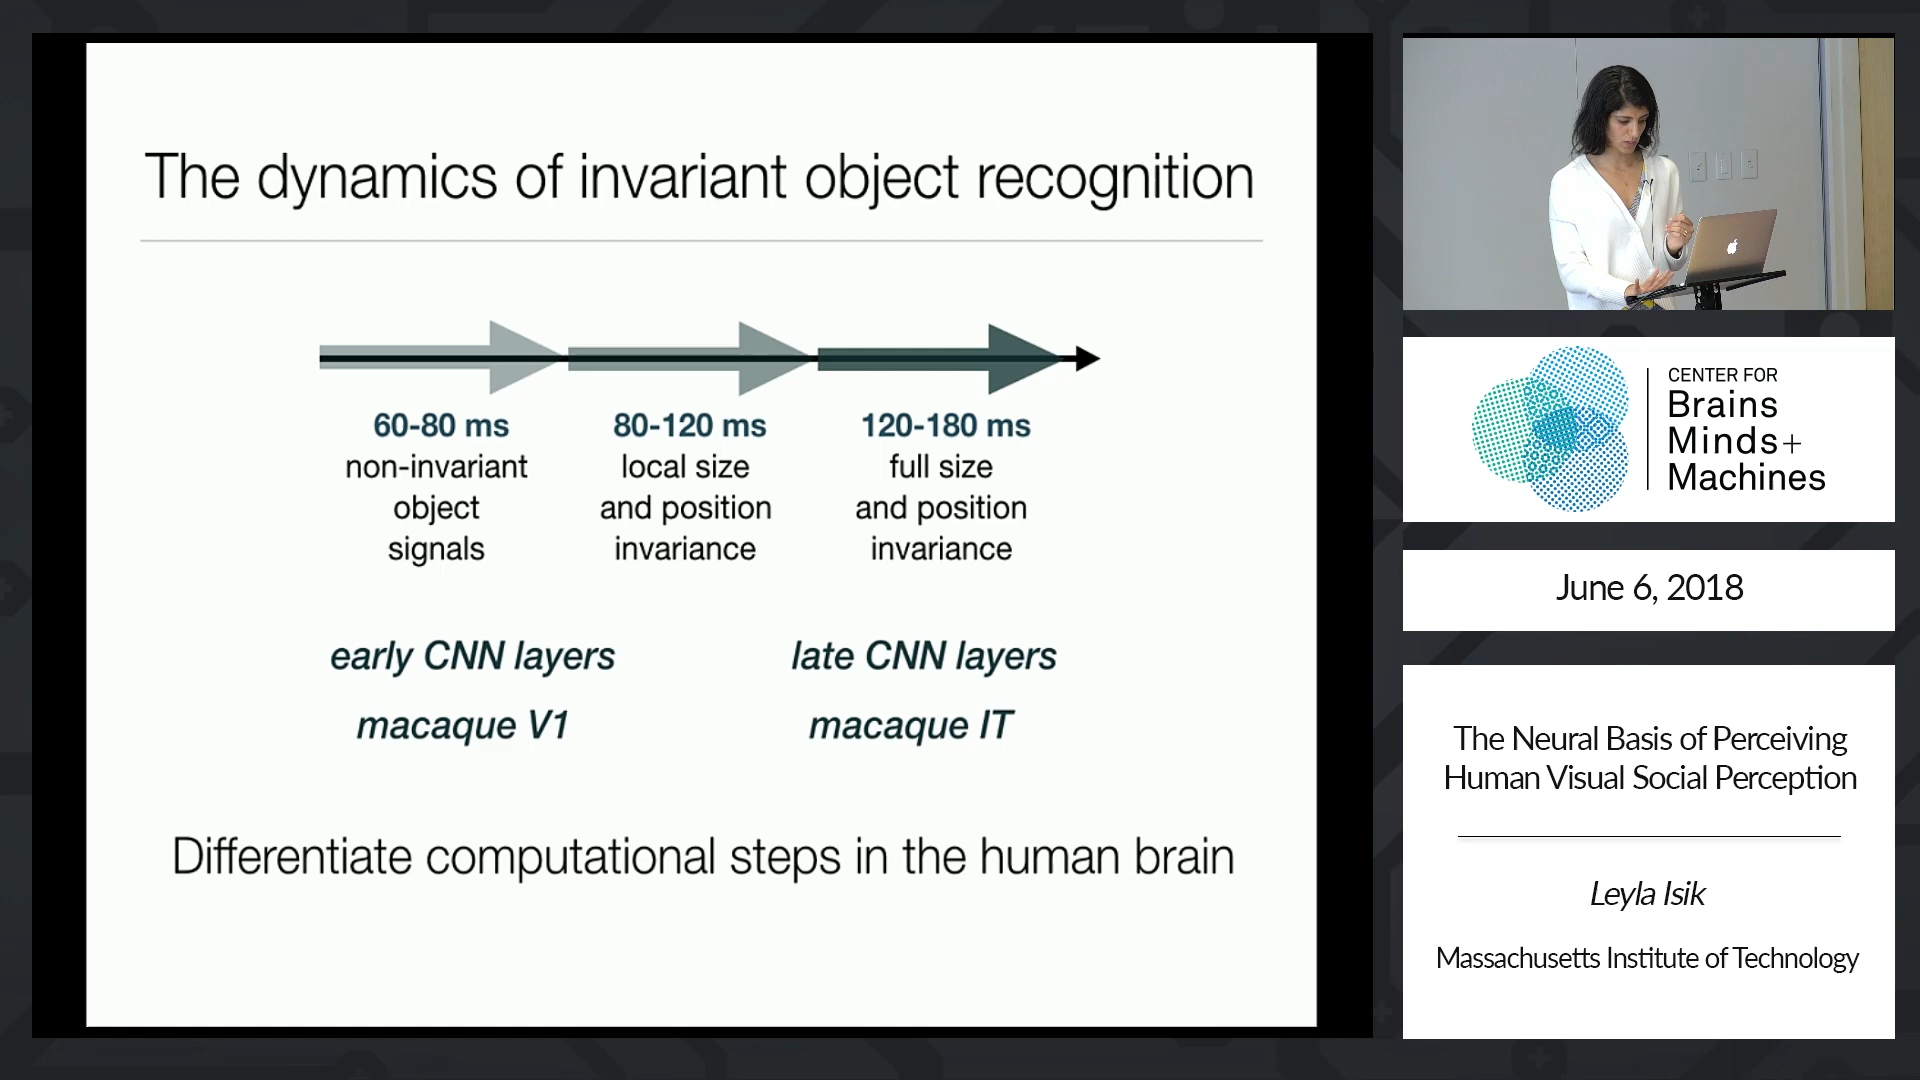 The dynamics of invariant object recognition
60-80 ms
non-invariant
object
signals
80-120 ms
local size
and position
invariance
120-180 ms
full size
and position
invariance
early CNN layers
macaque V1
late CNN layers
macaque IT
Differentiate computational steps in the human brain
CENTER FOR
Brains
Minds+
Machines
June 6, 2018
The Neural Basis of Perceiving
Human Visual Social Perception
Leyla Isik
Massachusetts Institute of Technology